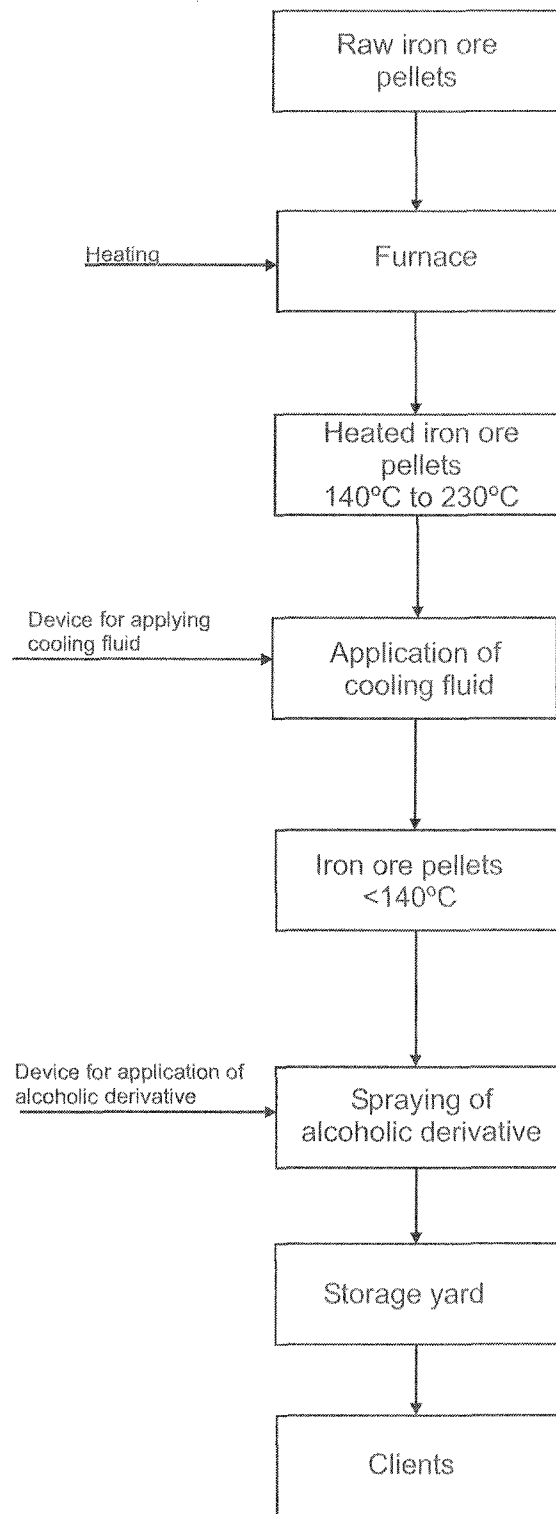 Raw iron ore
pellets
Heating
Furnace
Heated iron ore
pellets
140ºC to 230ºC
Device for applying
cooling fluid
Application of
cooling fluid
Iron ore pellets
<140ºC
Device for application of
alcoholic derivative
Spraying of
alcoholic derivative
Storage yard
Clients